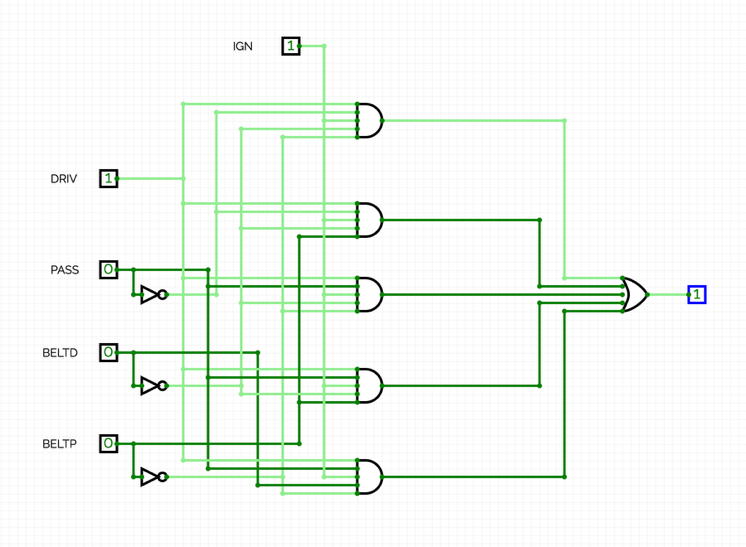 IGN 1
DRIV 1
PASS 0
1
BELTD 0
BELTP 0